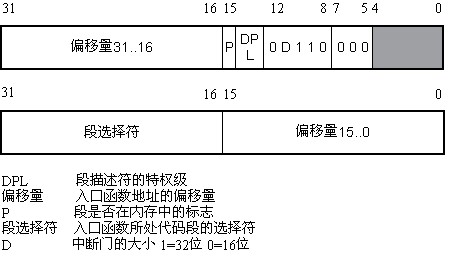 31 16 15 12 8 7 5 4 0
偏移量31..16 P DPL 0 D 1 1 0 0 0 0
31 16 15 0
段选择符 偏移量15..0
DPL 段描述符的特权级
偏移量 入口函数地址的偏移量
P 段是否在内存中的标志
段选择符 入口函数所处代码段的选择符
D 中断门的大小 1=32位 0=16位